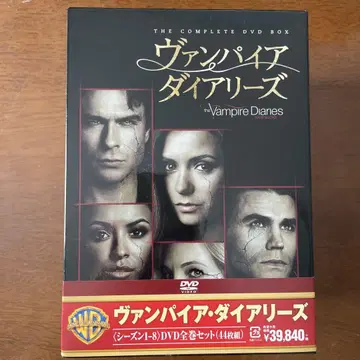 THE COMPLETE DVD BOX
ヴァンパイア
ダイアリーズ
THE Vampire Diaries
DVD
VIDEO
ヴァンパイア・ダイアリーズ
〈シーズン1-8〉DVD全巻セット(44枚組)
¥39,840